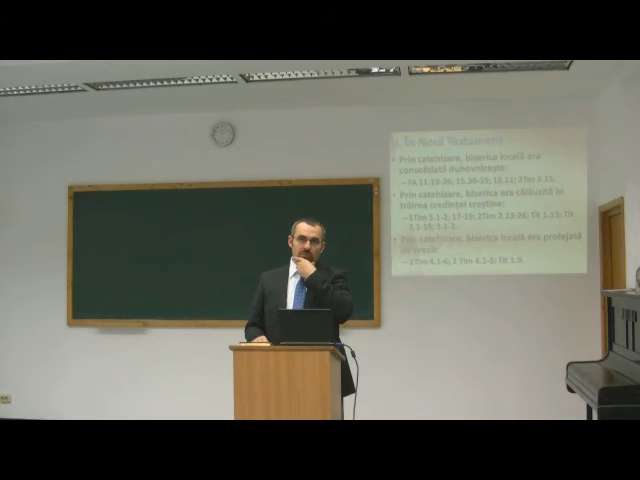 II. În Noul Testament
• Prin catehizare, biserica locală era
consolidată duhovnicește:
– FA 11.19-26; 15.30-35; 18.11; 2Tim 3.15.
• Prin catehizare, biserica era călăuzită în
trăirea credinței creștine:
– 1Tim 5.1-2; 17-19; 2Tim 2.23-26; Tit 1.13; Tit
2.1-15; 3.1-2.
• Prin catehizare, biserica locală era protejată
de erezii:
– 1Tim 4.1-6; 2 Tim 4.1-3; Tit 1.9.